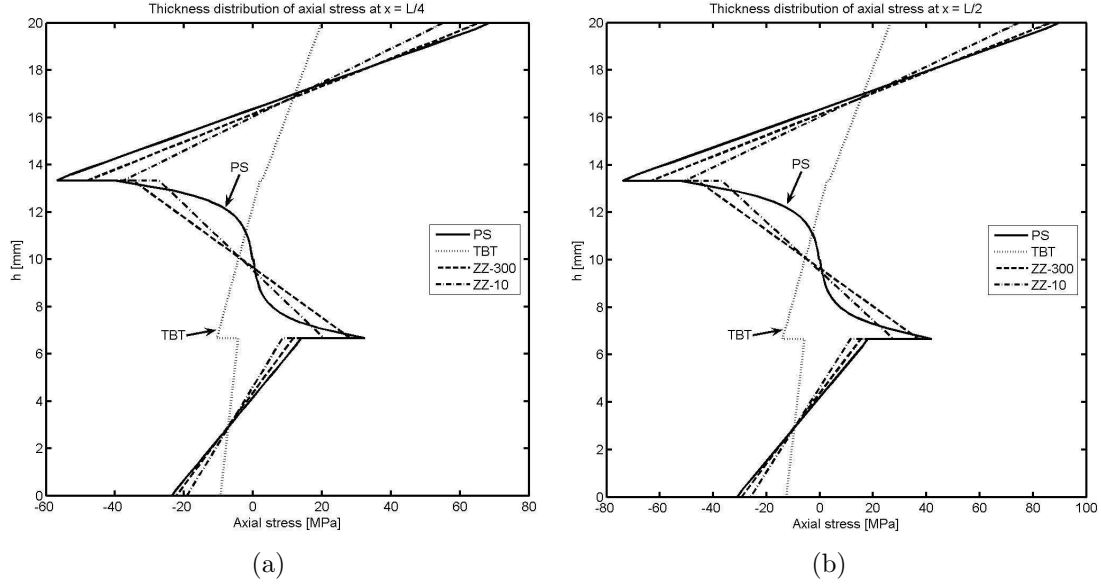 Thickness distribution of axial stress at x = L/4
20
18
16
14
12
10
8
6
4
2
0
h [mm]
-60 -40 -20 0 20 40 60 80
Axial stress [MPa]
PS
TBT
PS
TBT
ZZ-300
ZZ-10
(a)
Thickness distribution of axial stress at x = L/2
20
18
16
14
12
10
8
6
4
2
0
h [mm]
-80 -60 -40 -20 0 20 40 60 80 100
Axial stress [MPa]
PS
TBT
PS
TBT
ZZ-300
ZZ-10
(b)